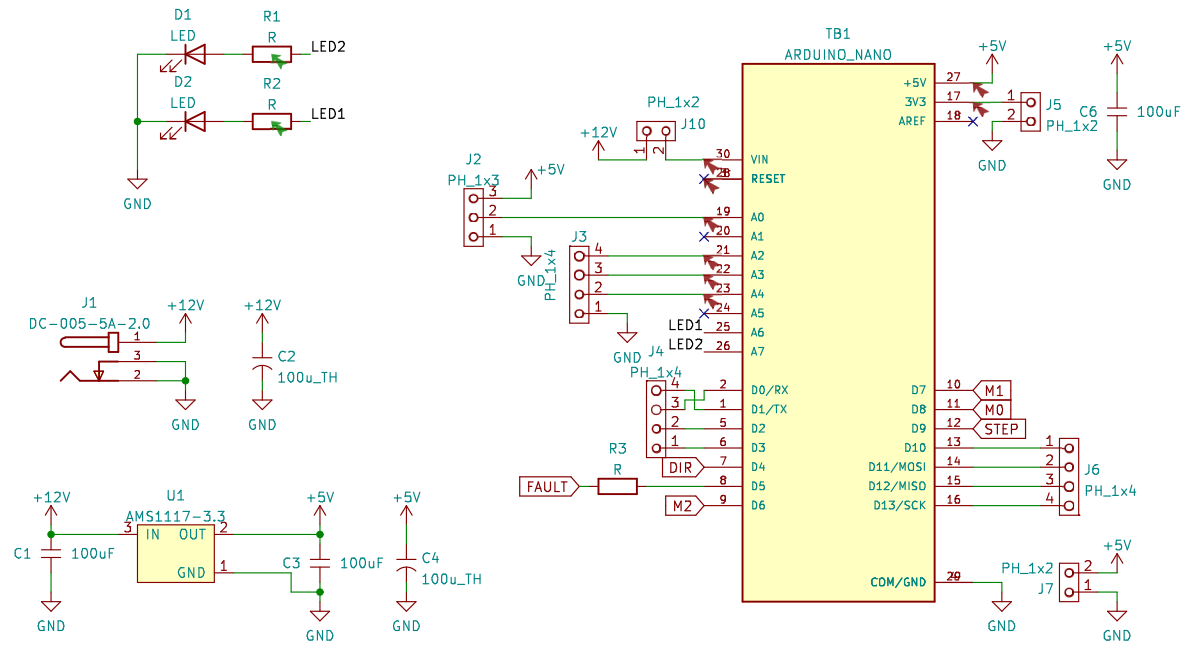 D1
LED
R1
R
LED2
D2
LED
R2
R
LED1
GND
TB1
ARDUINO_NANO
+5V
27
3V3
17
AREF
18
+5V
1
2
J5
PH_1x2
GND
+5V
C6
100uF
GND
PH_1x2
J10
+12V
1
2
30
VIN
RESET
J2
PH_1x3
3
2
1
+5V
GND
19
A0
20
A1
21
A2
22
A3
23
A4
24
A5
LED1
25
A6
LED2
26
A7
J3
PH_1x4
4
3
2
1
GND
J4
PH_1x4
4
3
2
1
2
D0/RX
1
D1/TX
5
D2
6
D3
DIR
7
D4
R3
R
FAULT
8
D5
M2
9
D6
D7
10
M1
D8
11
M0
D9
12
STEP
D10
13
D11/MOSI
14
D12/MISO
15
D13/SCK
16
1
2
3
4
J6
PH_1x4
COM/GND
GND
PH_1x2
J7
2
1
+5V
GND
J1
DC-005-5A-2.0
1
3
2
+12V
GND
+12V
C2
100u_TH
GND
+12V
C1
100uF
GND
U1
AMS1117-3.3
3
IN
OUT
2
GND
1
+5V
C3
100uF
GND
+5V
C4
100u_TH
GND